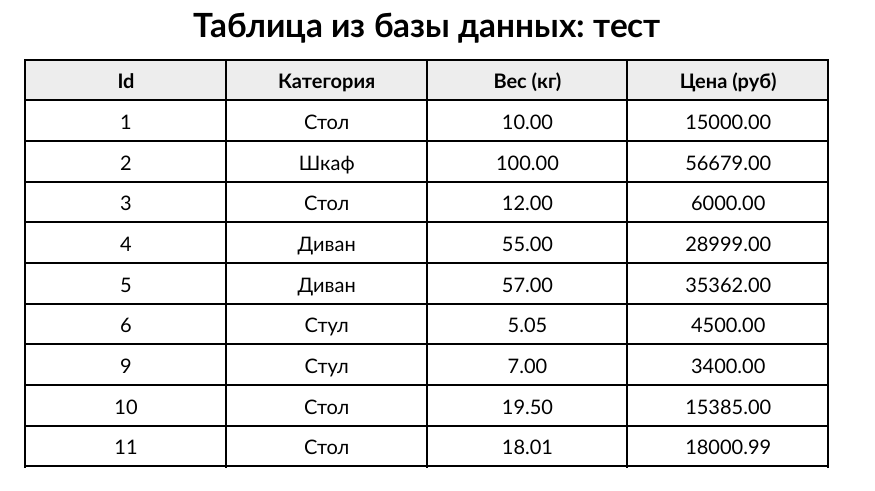 Таблица из базы данных: тест
Id Категория Вес (кг) Цена (руб)
1 Стол 10.00 15000.00
2 Шкаф 100.00 56679.00
3 Стол 12.00 6000.00
4 Диван 55.00 28999.00
5 Диван 57.00 35362.00
6 Стул 5.05 4500.00
9 Стул 7.00 3400.00
10 Стол 19.50 15385.00
11 Стол 18.01 18000.99